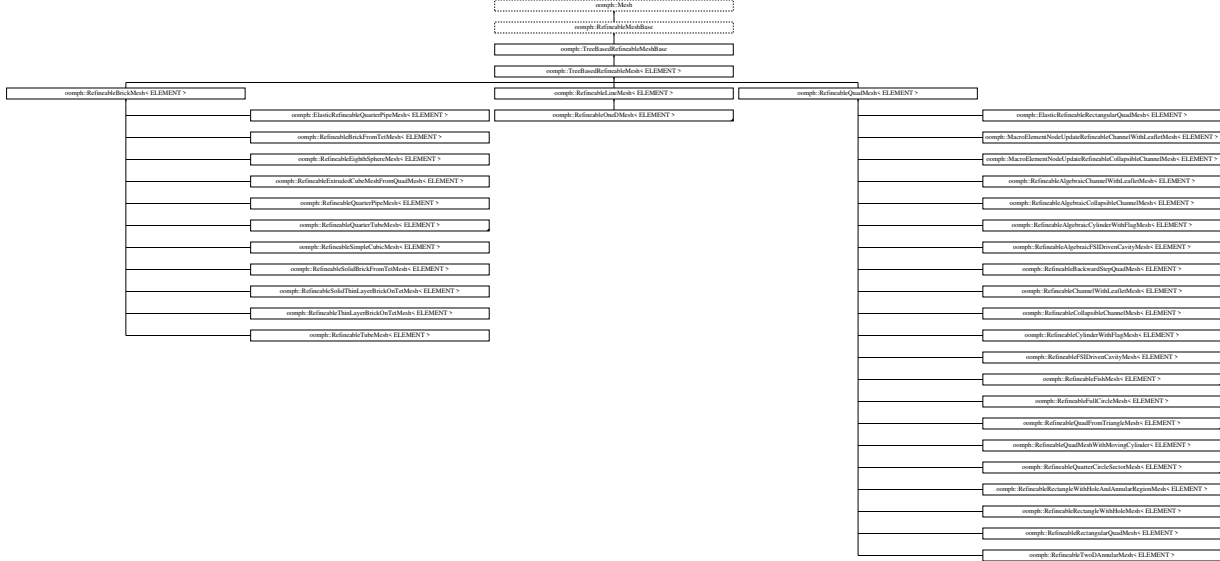 oomph::Mesh
oomph::RefineableMeshBase
oomph::TreeBasedRefineableMeshBase
oomph::TreeBasedRefineableMesh< ELEMENT >
oomph::RefineableBrickMesh< ELEMENT >
oomph::RefineableLineMesh< ELEMENT >
oomph::RefineableQuadMesh< ELEMENT >
oomph::ElasticRefineableQuarterPipeMesh< ELEMENT >
oomph::RefineableBrickFromTetMesh< ELEMENT >
oomph::RefineableEighthSphereMesh< ELEMENT >
oomph::RefineableExtrudedCubeMeshFromQuadMesh< ELEMENT >
oomph::RefineableQuarterPipeMesh< ELEMENT >
oomph::RefineableQuarterTubeMesh< ELEMENT >
oomph::RefineableSimpleCubicMesh< ELEMENT >
oomph::RefineableSolidBrickFromTetMesh< ELEMENT >
oomph::RefineableSolidThinLayerBrickOnTetMesh< ELEMENT >
oomph::RefineableThinLayerBrickOnTetMesh< ELEMENT >
oomph::RefineableTubeMesh< ELEMENT >
oomph::RefineableOneDMesh< ELEMENT >
oomph::ElasticRefineableRectangularQuadMesh< ELEMENT >
oomph::MacroElementNodeUpdateRefineableChannelWithLeafletMesh< ELEMENT >
oomph::MacroElementNodeUpdateRefineableCollapsibleChannelMesh< ELEMENT >
oomph::RefineableAlgebraicChannelWithLeafletMesh< ELEMENT >
oomph::RefineableAlgebraicCollapsibleChannelMesh< ELEMENT >
oomph::RefineableAlgebraicCylinderWithFlagMesh< ELEMENT >
oomph::RefineableAlgebraicFSIDrivenCavityMesh< ELEMENT >
oomph::RefineableBackwardStepQuadMesh< ELEMENT >
oomph::RefineableChannelWithLeafletMesh< ELEMENT >
oomph::RefineableCollapsibleChannelMesh< ELEMENT >
oomph::RefineableCylinderWithFlagMesh< ELEMENT >
oomph::RefineableFSIDrivenCavityMesh< ELEMENT >
oomph::RefineableFishMesh< ELEMENT >
oomph::RefineableFullCircleMesh< ELEMENT >
oomph::RefineableQuadFromTriangleMesh< ELEMENT >
oomph::RefineableQuadMeshWithMovingCylinder< ELEMENT >
oomph::RefineableQuarterCircleSectorMesh< ELEMENT >
oomph::RefineableRectangleWithHoleAndAnnularRegionMesh< ELEMENT >
oomph::RefineableRectangleWithHoleMesh< ELEMENT >
oomph::RefineableRectangularQuadMesh< ELEMENT >
oomph::RefineableTwoDAnnularMesh< ELEMENT >